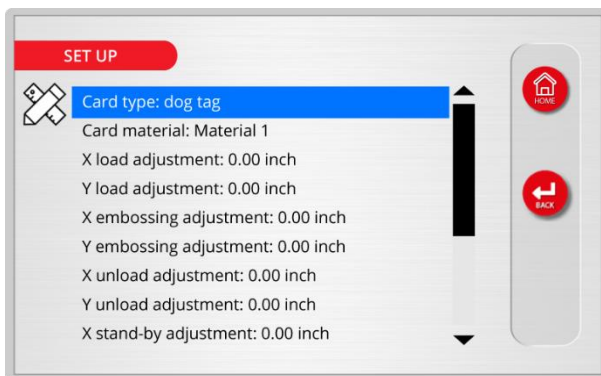 SET UP
Card type: dog tag
Card material: Material 1
X load adjustment: 0.00 inch
Y load adjustment: 0.00 inch
X embossing adjustment: 0.00 inch
Y embossing adjustment: 0.00 inch
X unload adjustment: 0.00 inch
Y unload adjustment: 0.00 inch
X stand-by adjustment: 0.00 inch
HOME
BACK